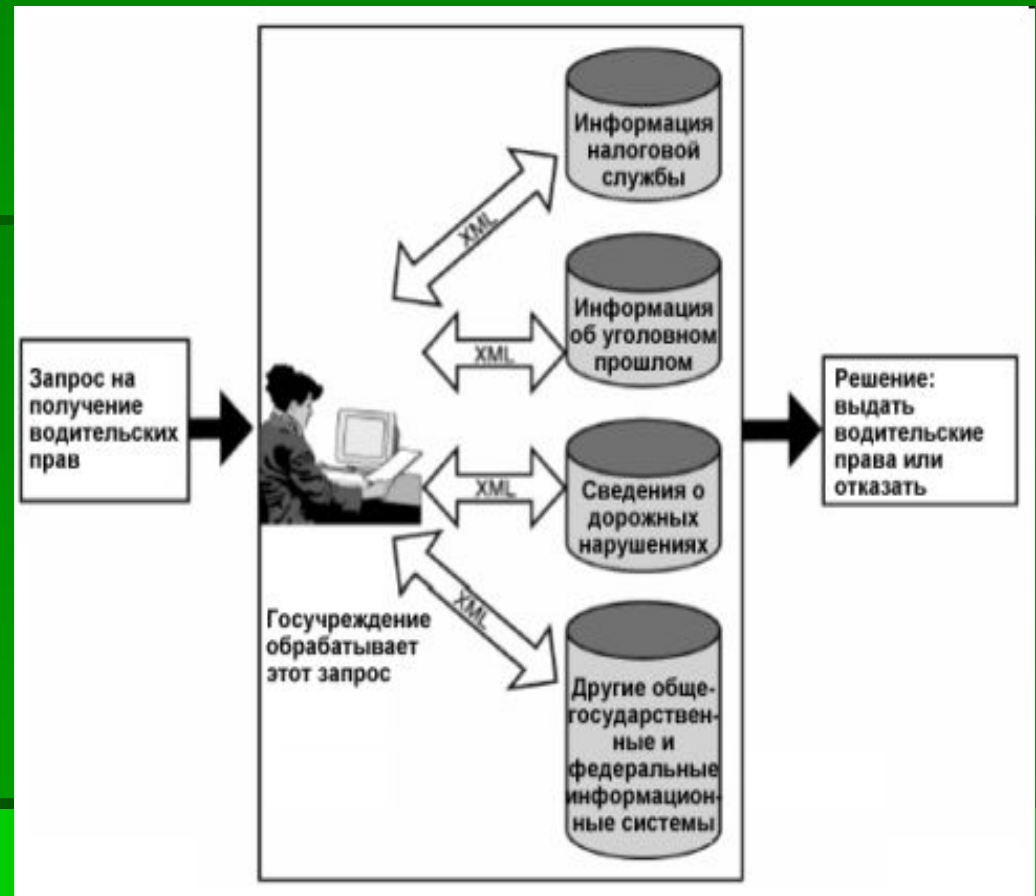 Запрос на
получение
водительских
прав
Госучреждение
обрабатывает
этот запрос
XML
XML
XML
XML
Информация
налоговой
службы
Информация
об уголовном
прошлом
Сведения о
дорожных
нарушениях
Другие обще-
государствен-
ные и
федеральные
информацион-
ные системы
Решение:
выдать
водительские
права или
отказать